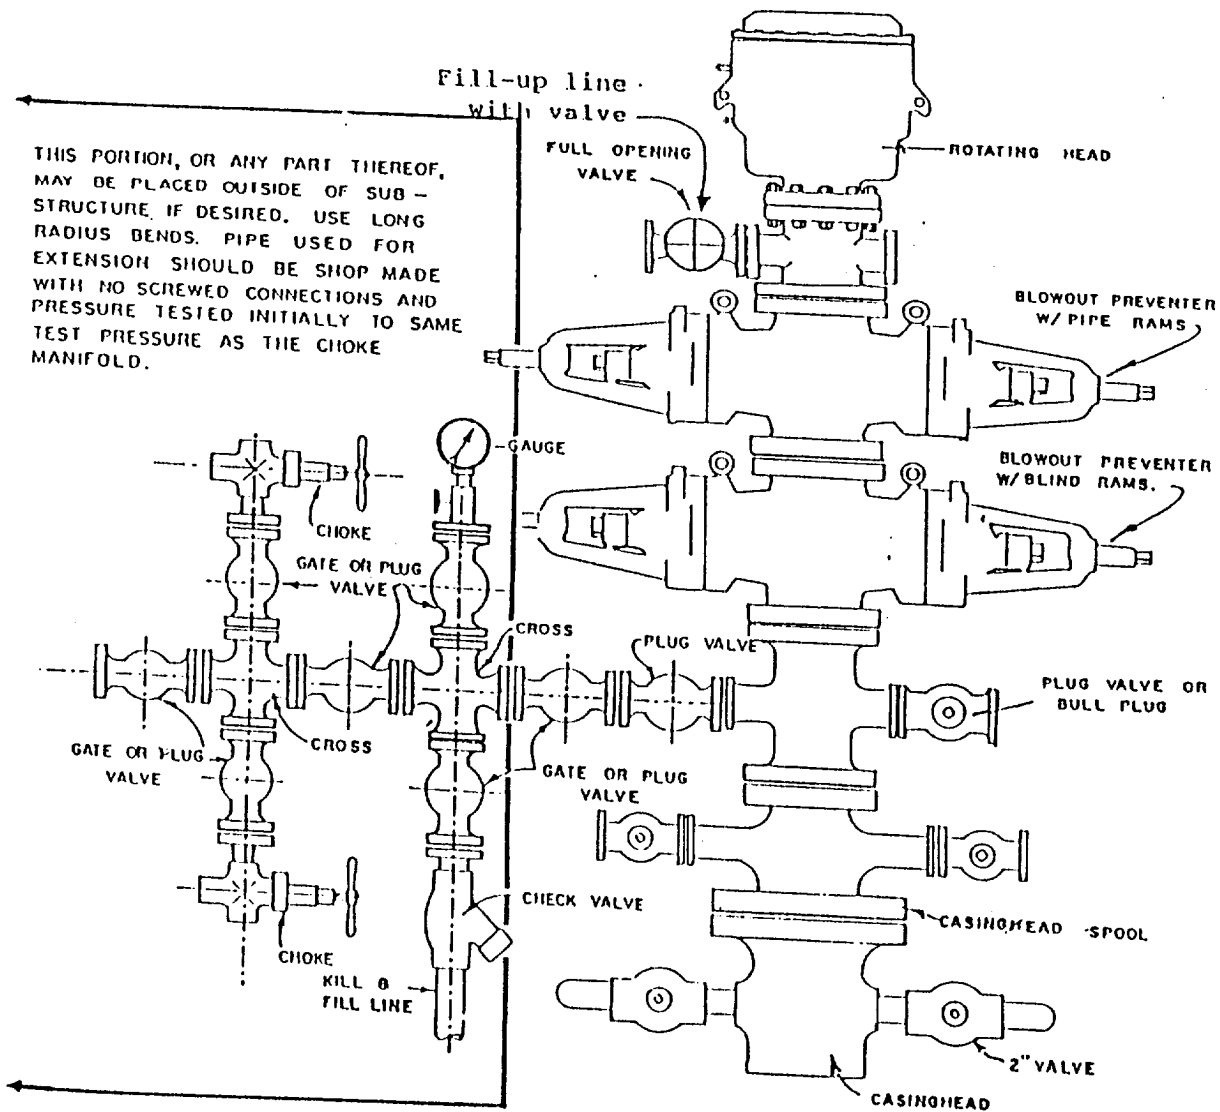 Fill-up line
with valve
FULL OPENING
VALVE
ROTATING HEAD
THIS PORTION, OR ANY PART THEREOF,
MAY BE PLACED OUTSIDE OF SUB-
STRUCTURE IF DESIRED. USE LONG
RADIUS BENDS. PIPE USED FOR
EXTENSION SHOULD BE SHOP MADE
WITH NO SCREWED CONNECTIONS AND
PRESSURE TESTED INITIALLY TO SAME
TEST PRESSURE AS THE CHOKE
MANIFOLD.
BLOWOUT PREVENTER
W/ PIPE RAMS
GAUGE
BLOWOUT PREVENTER
W/ BLIND RAMS.
CHOKE
GATE OR PLUG
VALVE
CROSS
PLUG VALVE
PLUG VALVE OR
BULL PLUG
GATE OR PLUG
VALVE
CROSS
GATE OR PLUG
VALVE
CHECK VALVE
CASINGHEAD SPOOL
CHOKE
KILL &
FILL LINE
2" VALVE
CASINGHEAD